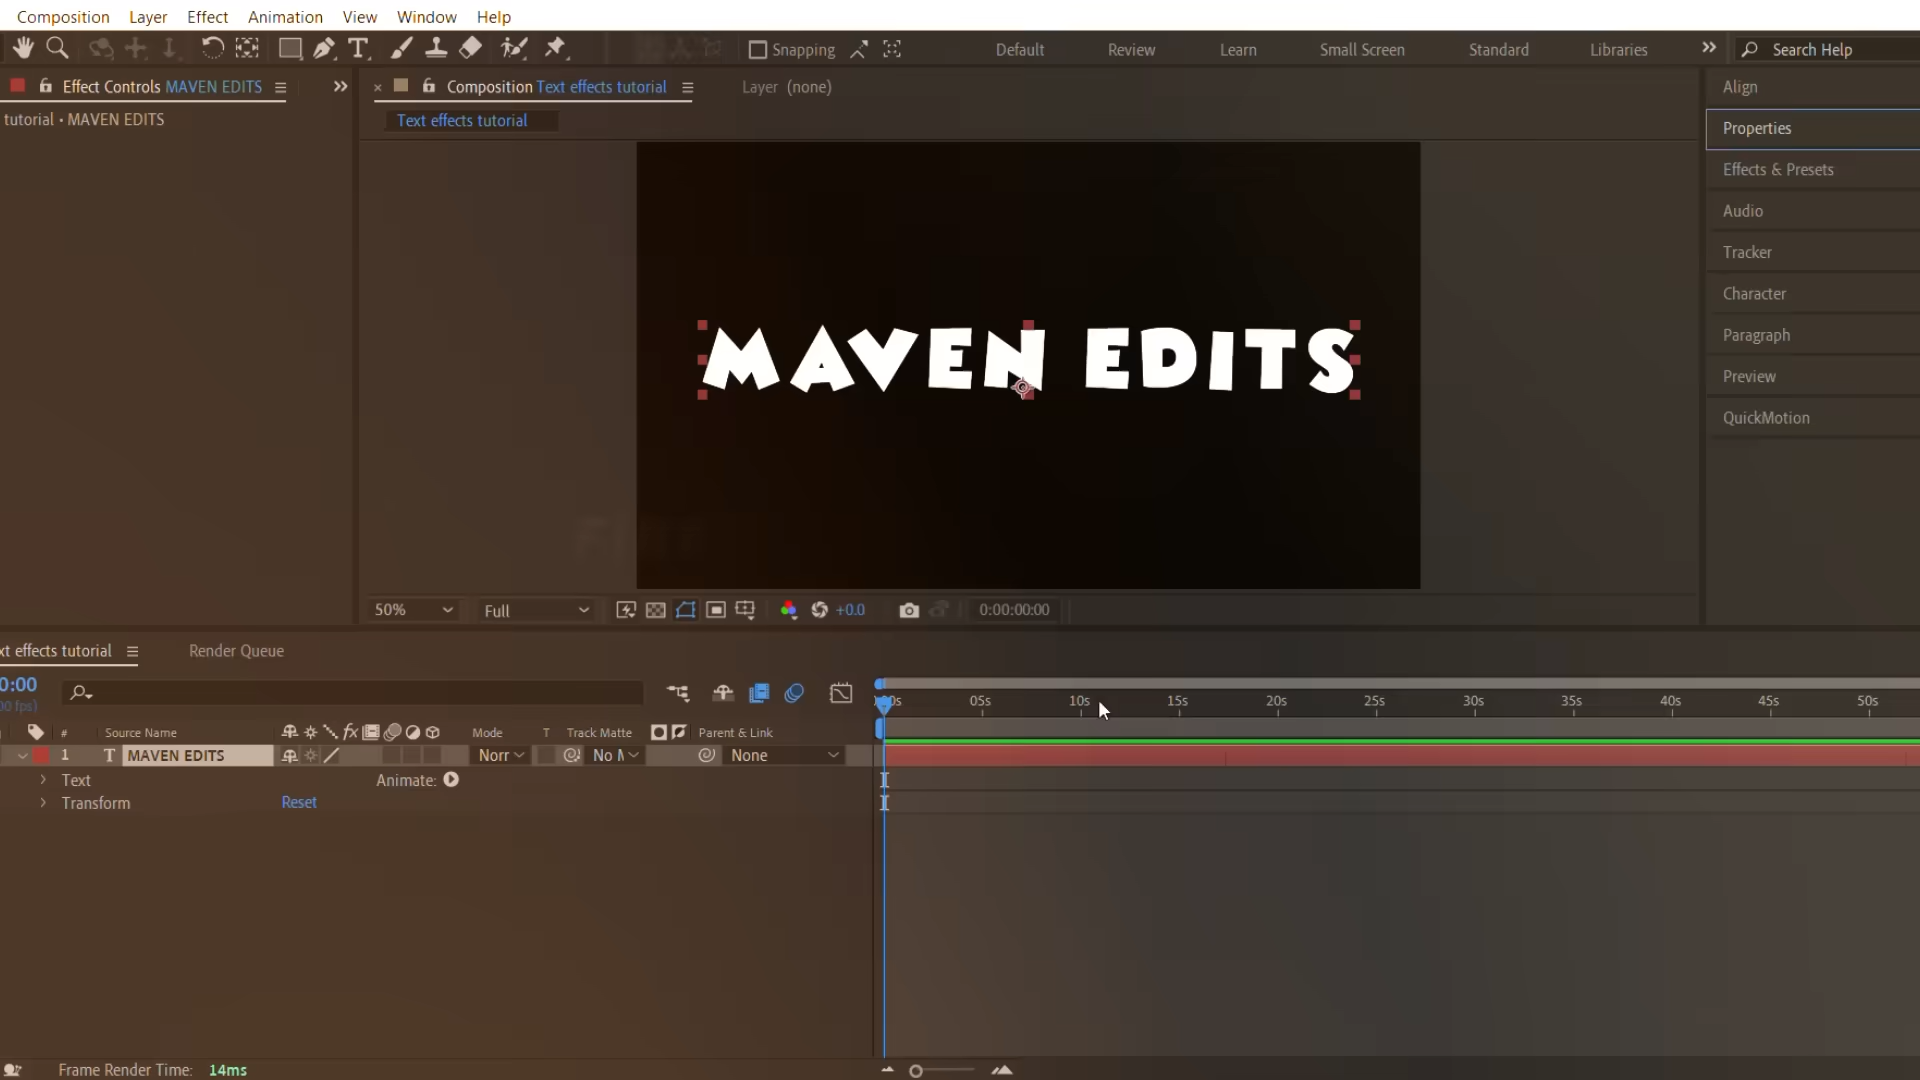 Composition Layer Effect Animation View Window Help
Snapping Default Review Learn Small Screen Standard Libraries Search Help
Effect Controls MAVEN EDITS
Composition Text effects tutorial
Layer (none)
Align
tutorial • MAVEN EDITS
Text effects tutorial
Properties
Effects & Presets
Audio
Tracker
Character
Paragraph
Preview
QuickMotion
MAVEN EDITS
50% Full +0.0 0:00:00:00
xt effects tutorial Render Queue
0:00
00 fps)
00s 05s 10s 15s 20s 25s 30s 35s 40s 45s 50s
# Source Name fx Mode T Track Matte Parent & Link
1 T MAVEN EDITS Norr No M None
Text Animate:
Transform Reset
Frame Render Time: 14ms